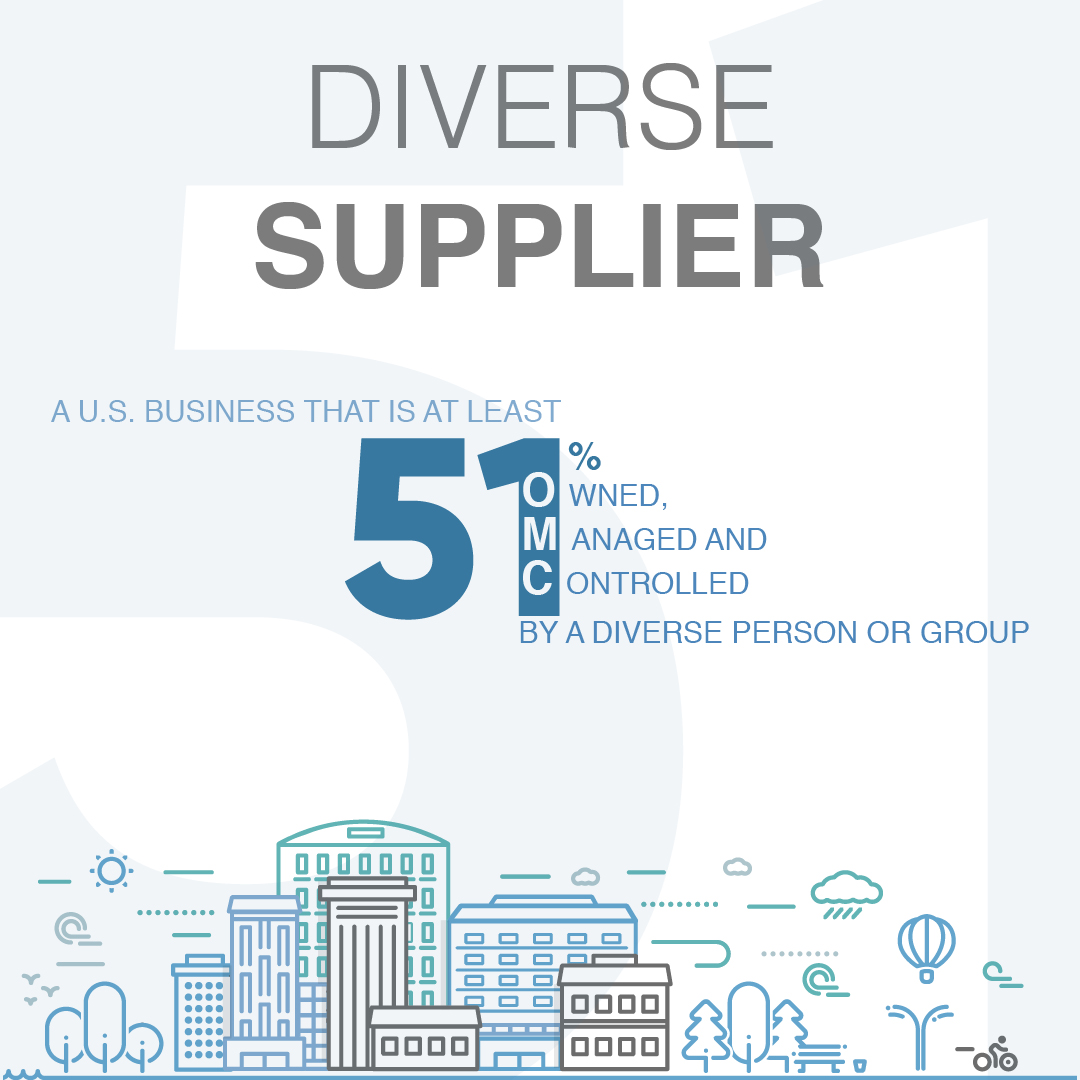 DIVERSE
SUPPLIER
A U.S. BUSINESS THAT IS AT LEAST
51%
OWNED,
MANAGED AND
CONTROLLED
BY A DIVERSE PERSON OR GROUP